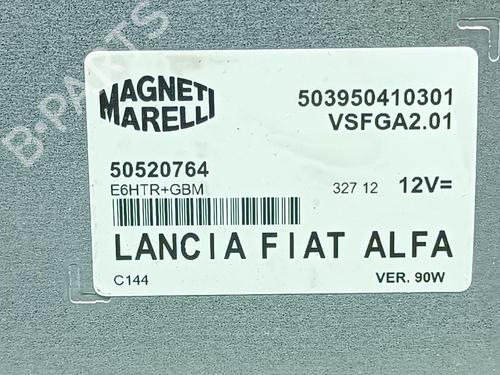 MAGNETI MARELLI
503950410301
VSFGA2.01
50520764
E6HTR+GBM
327 12 12V=
LANCIA FIAT ALFA
C144 VER. 90W
B-PARTS